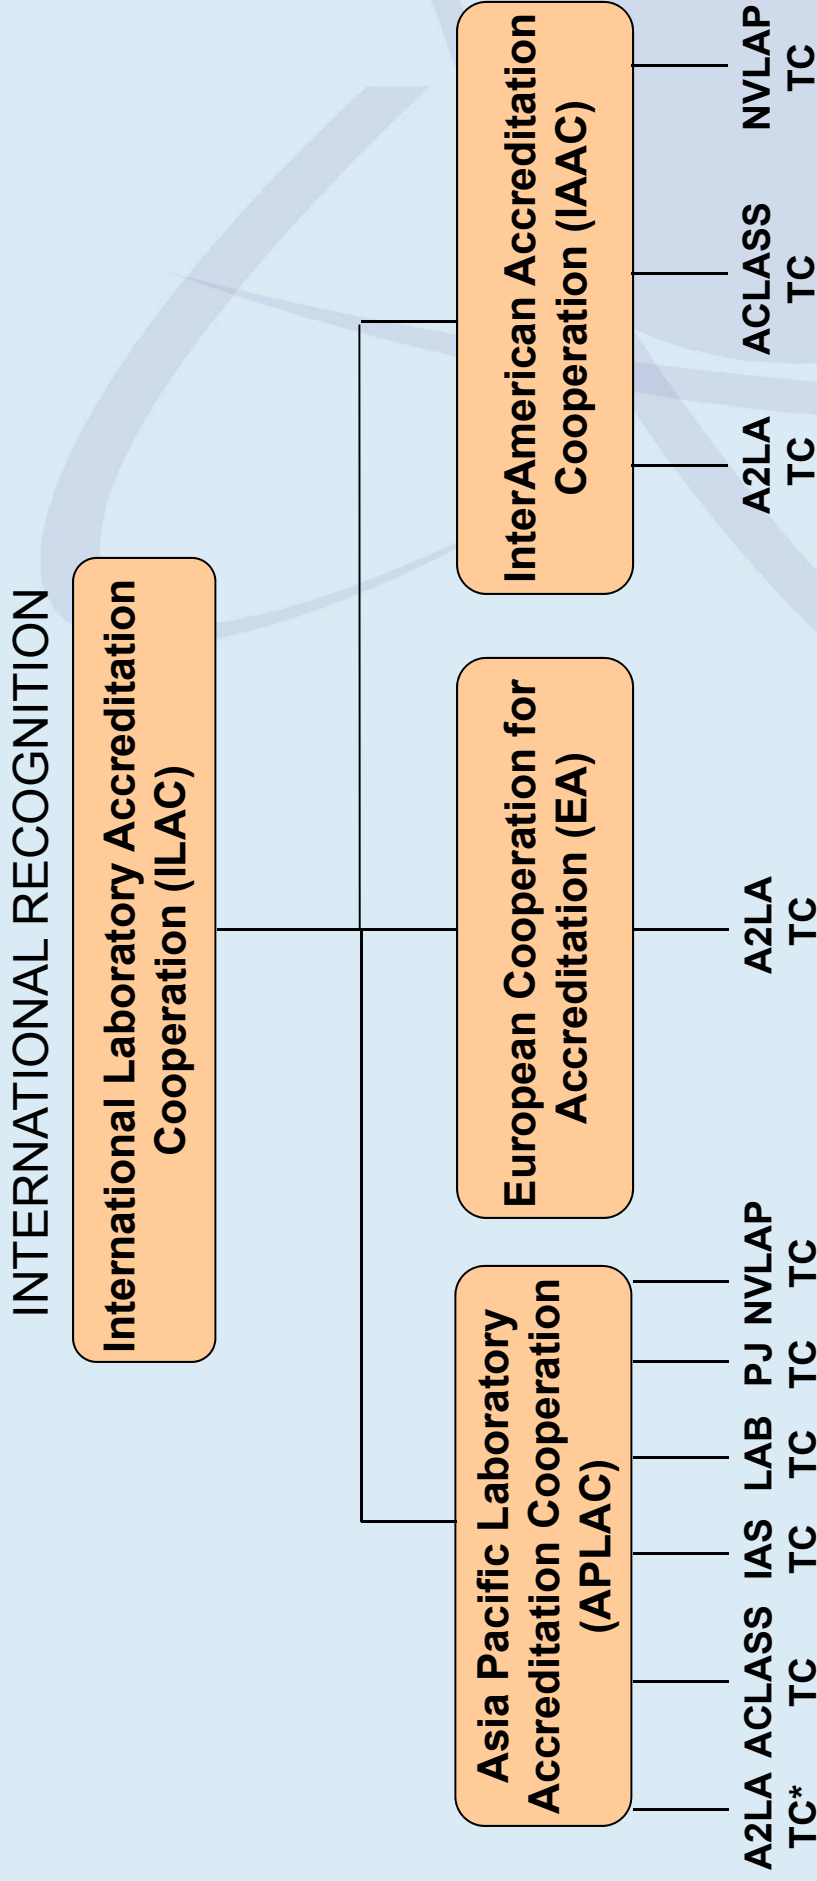 INTERNATIONAL RECOGNITION
International Laboratory Accreditation
Cooperation (ILAC)
Asia Pacific Laboratory
Accreditation Cooperation
(APLAC)
European Cooperation for
Accreditation (EA)
InterAmerican Accreditation
Cooperation (IAAC)
A2LA ACLASS IAS LAB PJ NVLAP
TC* TC TC TC TC TC
A2LA
TC
A2LA ACLASS NVLAP
TC TC TC